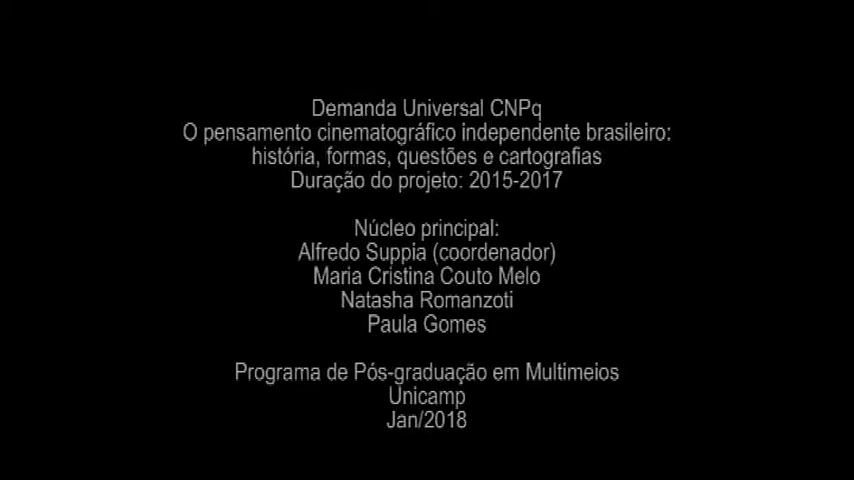 Demanda Universal CNPq
O pensamento cinematográfico independente brasileiro:
história, formas, questões e cartografias
Duração do projeto: 2015-2017
Núcleo principal:
Alfredo Suppia (coordenador)
Maria Cristina Couto Melo
Natasha Romanzoti
Paula Gomes
Programa de Pós-graduação em Multimeios
Unicamp
Jan/2018